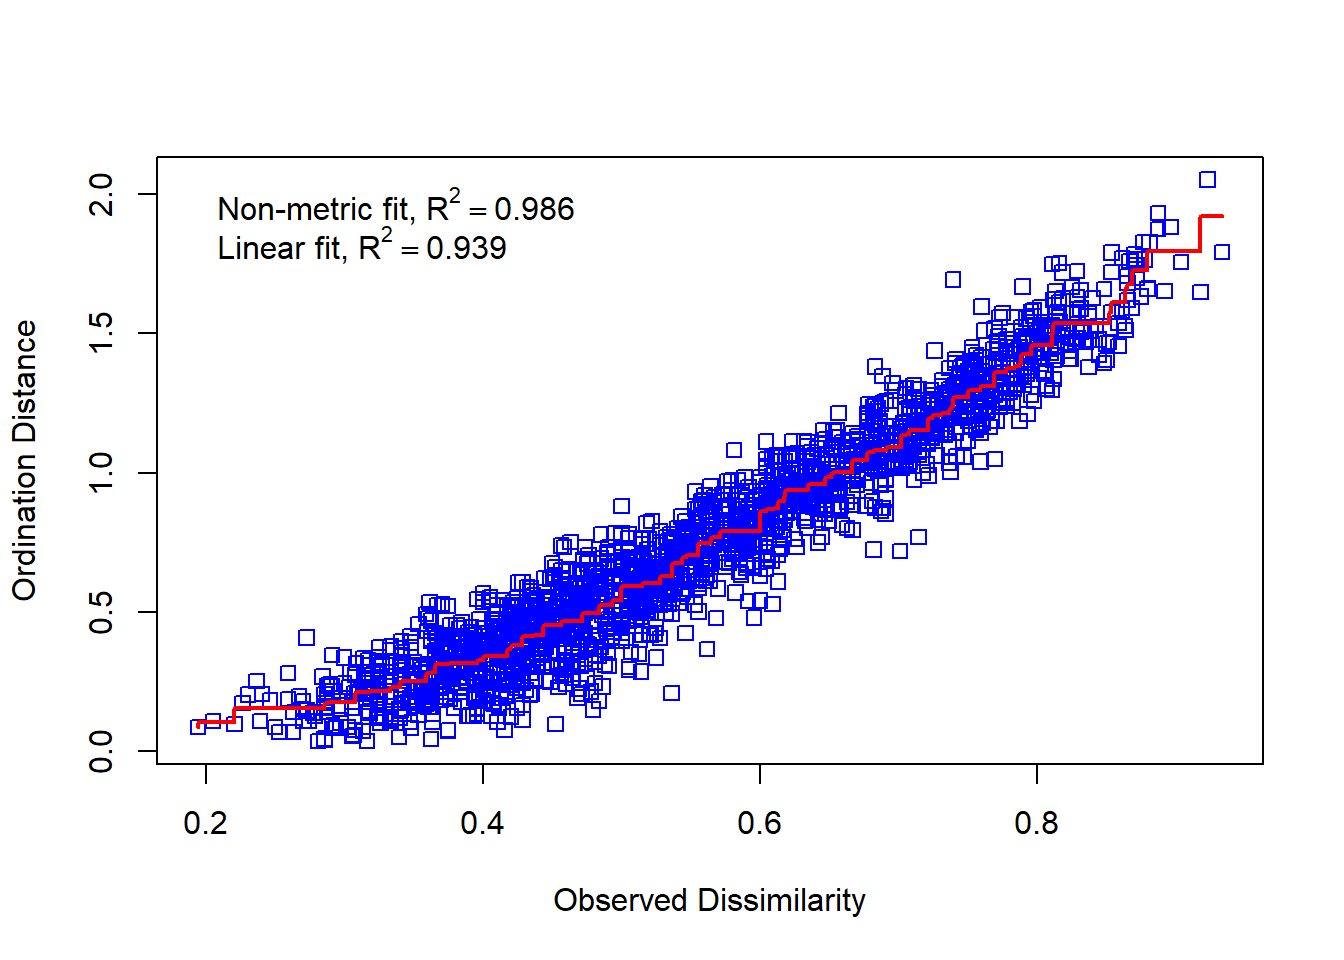 Non-metric fit, R² = 0.986
Linear fit, R² = 0.939
Ordination Distance
2.0
1.5
1.0
0.5
0.0
0.2 0.4 0.6 0.8
Observed Dissimilarity